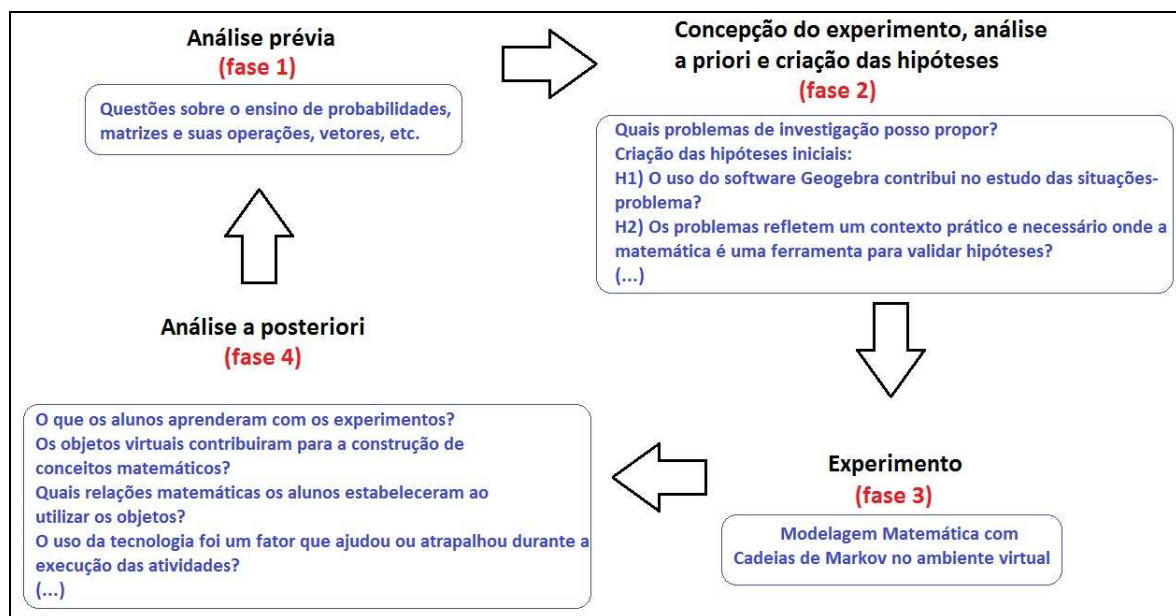 Análise prévia
(fase 1)
Questões sobre o ensino de probabilidades,
matrizes e suas operações, vetores, etc.
Concepção do experimento, análise
a priori e criação das hipóteses
(fase 2)
Quais problemas de investigação posso propor?
Criação das hipóteses iniciais:
H1) O uso do software Geogebra contribui no estudo das situações-
problema?
H2) Os problemas refletem um contexto prático e necessário onde a
matemática é uma ferramenta para validar hipóteses?
(...)
Experimento
(fase 3)
Modelagem Matemática com
Cadeias de Markov no ambiente virtual
Análise a posteriori
(fase 4)
O que os alunos aprenderam com os experimentos?
Os objetos virtuais contribuiram para a construção de
conceitos matemáticos?
Quais relações matemáticas os alunos estabeleceram ao
utilizar os objetos?
O uso da tecnologia foi um fator que ajudou ou atrapalhou durante a
execução das atividades?
(...)